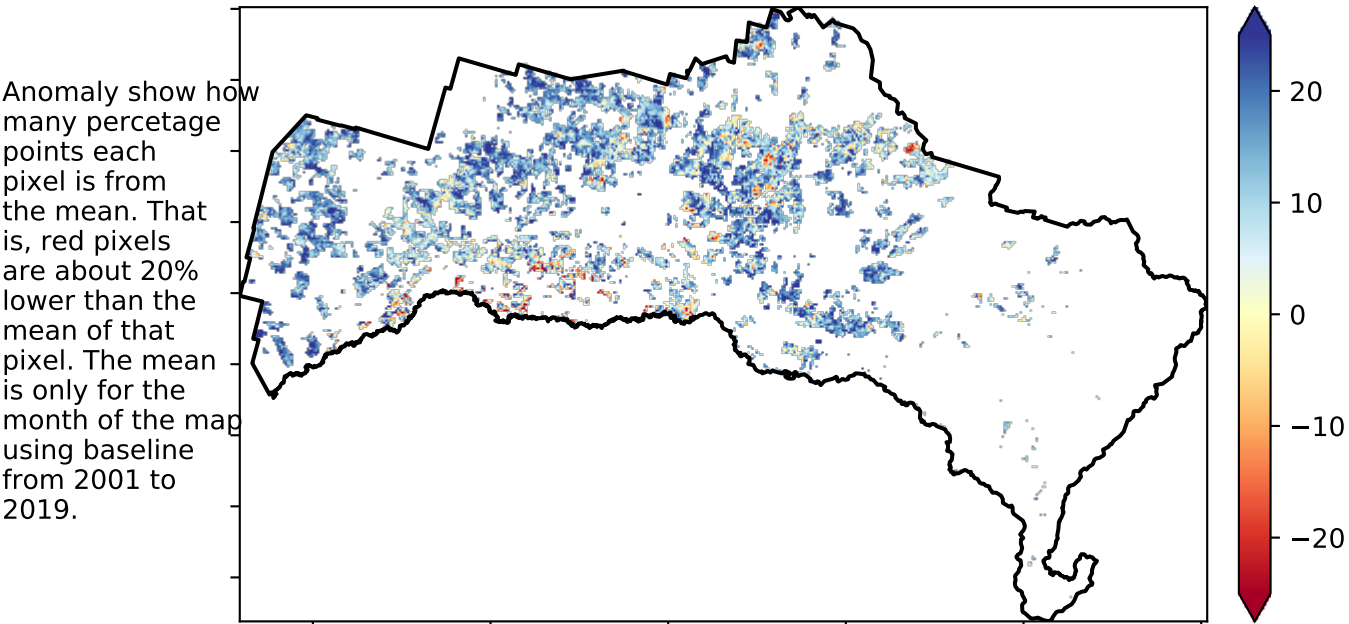 Anomaly show how
many percetage
points each
pixel is from
the mean. That
is, red pixels
are about 20%
lower than the
mean of that
pixel. The mean
is only for the
month of the map
using baseline
from 2001 to
2019.
20
10
0
−10
−20